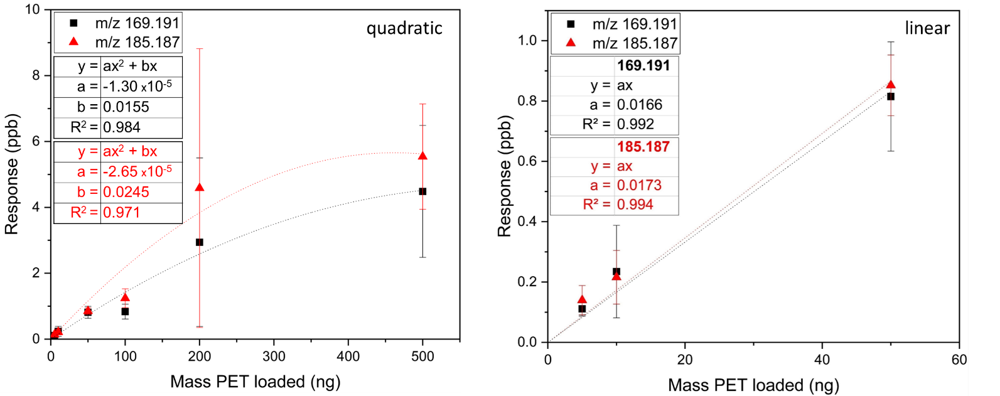 quadratic
m/z 169.191
m/z 185.187
y = ax² + bx
a = -1.30 x10⁻⁵
b = 0.0155
R² = 0.984
y = ax² + bx
a = -2.65 x10⁻⁵
b = 0.0245
R² = 0.971
10
8
6
4
2
0
Response (ppb)
0 100 200 300 400 500
Mass PET loaded (ng)
linear
m/z 169.191
m/z 185.187
169.191
y = ax
a = 0.0166
R² = 0.992
185.187
y = ax
a = 0.0173
R² = 0.994
1.0
0.8
0.6
0.4
0.2
0.0
Response (ppb)
0 20 40 60
Mass PET loaded (ng)